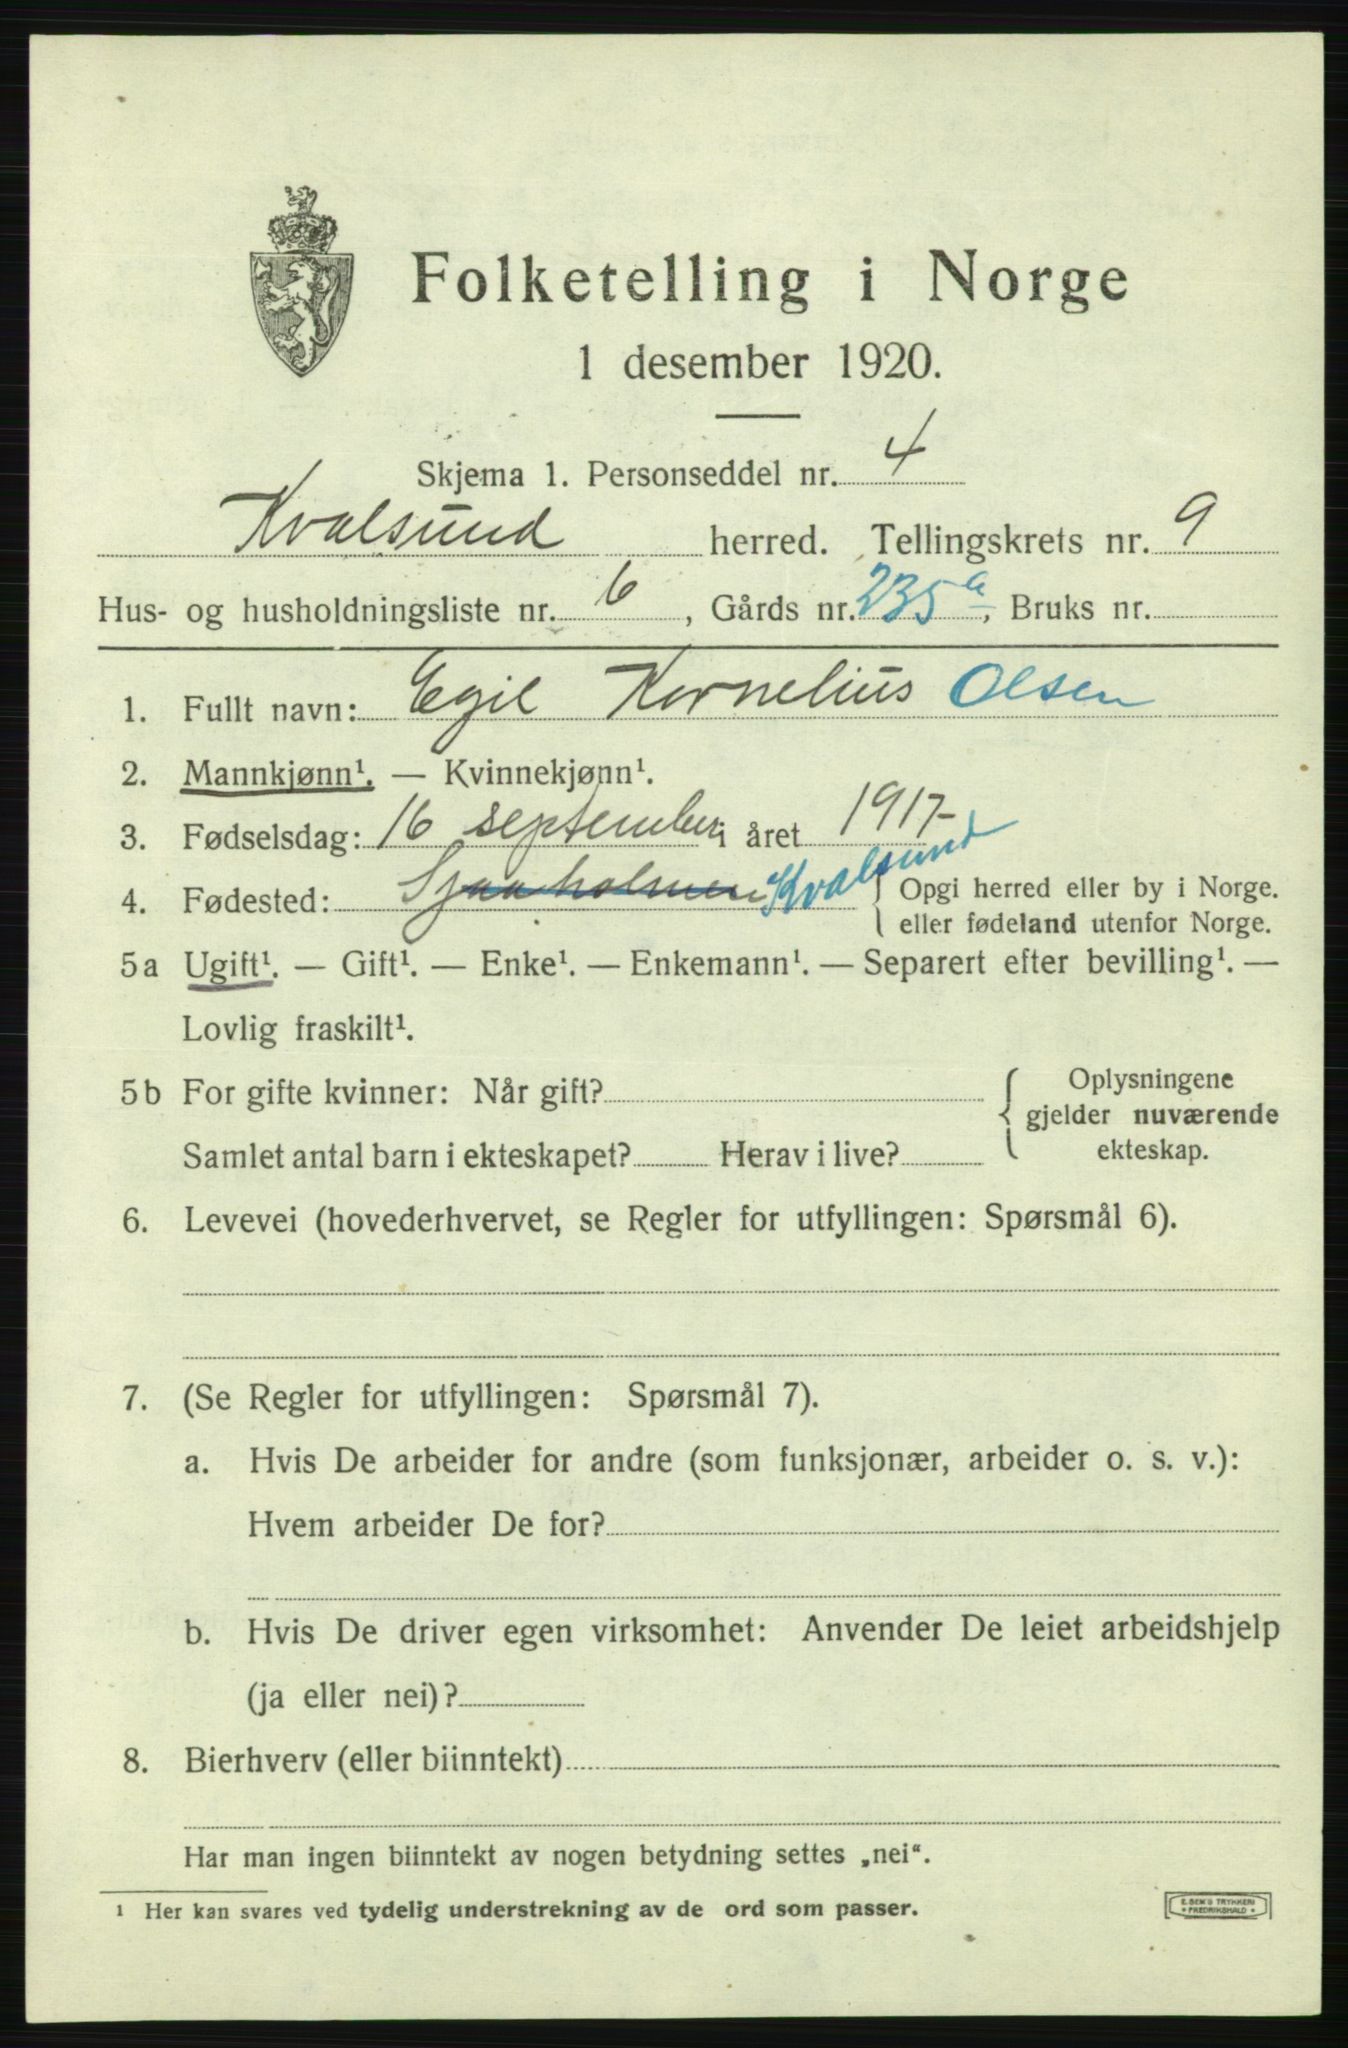 Folketelling i Norge
1 desember 1920.
Skjema 1. Personseddel nr. 4
Kvalsund herred. Tellingskrets nr. 9
Hus- og husholdningsliste nr. 6, Gårds nr. 235a, Bruks nr.
1. Fullt navn: Egil Kornelius Olsen
2. Mannkjønn¹. — Kvinnekjønn¹.
3. Fødselsdag: 16 september i året 1917
4. Fødested: Sjaaholmen Kvalsund { Opgi herred eller by i Norge.
eller fødeland utenfor Norge.
5a Ugift¹. — Gift¹. — Enke¹. — Enkemann¹. — Separert efter bevilling¹. —
Lovlig fraskilt¹.
5b For gifte kvinner: Når gift? { Oplysningene
gjelder nuværende
Samlet antal barn i ekteskapet? Herav i live? ekteskap.
6. Levevei (hovederhvervet, se Regler for utfyllingen: Spørsmål 6).
7. (Se Regler for utfyllingen: Spørsmål 7).
a. Hvis De arbeider for andre (som funksjonær, arbeider o. s. v.):
Hvem arbeider De for?
b. Hvis De driver egen virksomhet: Anvender De leiet arbeidshjelp
(ja eller nei)?
8. Bierhverv (eller biinntekt)
Har man ingen biinntekt av nogen betydning settes „nei“.
¹ Her kan svares ved tydelig understrekning av de ord som passer.
E. SEM'S TRYKKERI
• FREDRIKSHALD •